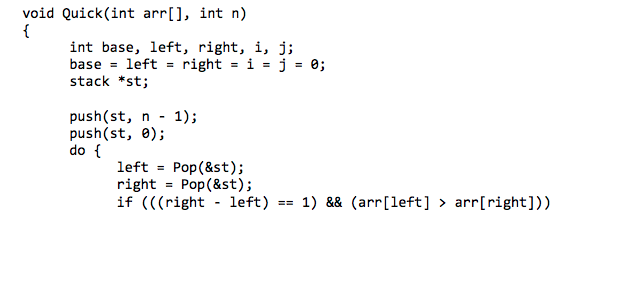 void Quick(int arr[], int n)
{
int base, left, right, i, j;
base = left = right = i = j = 0;
stack *st;
push(st, n - 1);
push(st, 0);
do {
left = Pop(&st);
right = Pop(&st);
if (((right - left) == 1) && (arr[left] > arr[right]))